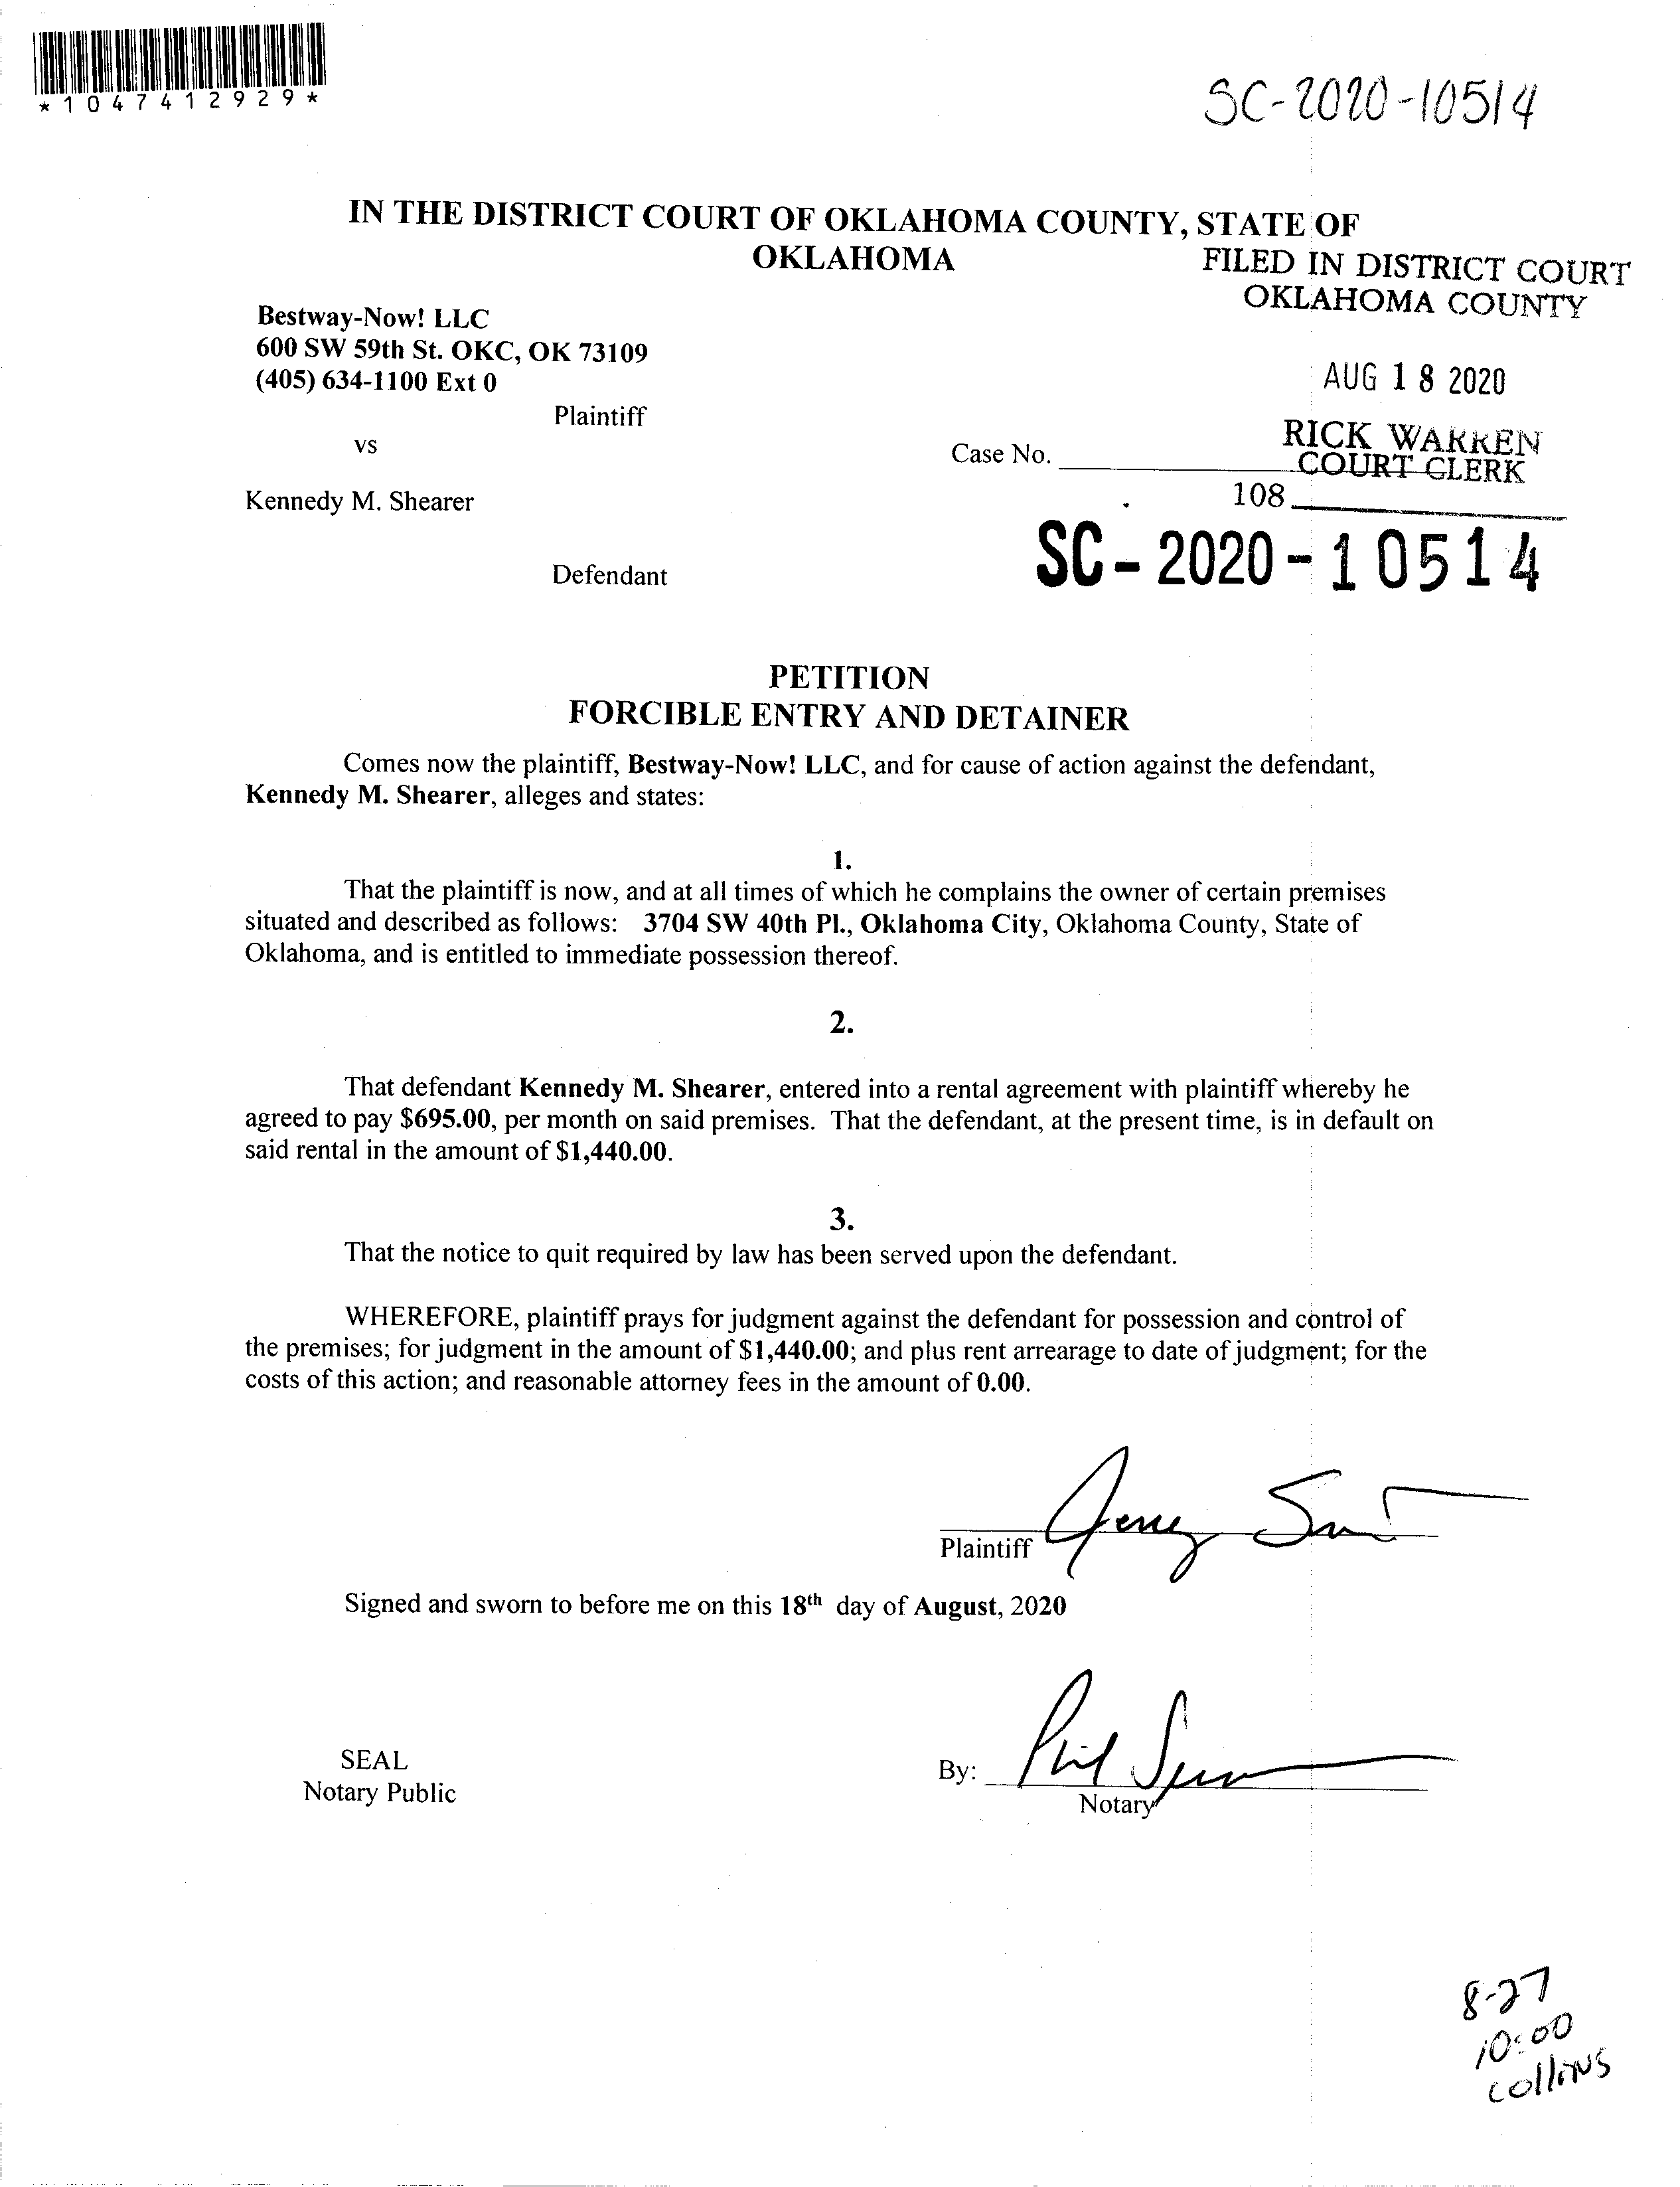 *1047412929*
SC-2020-10514
IN THE DISTRICT COURT OF OKLAHOMA COUNTY, STATE OF
OKLAHOMA
FILED IN DISTRICT COURT
OKLAHOMA COUNTY
Bestway-Now! LLC
600 SW 59th St. OKC, OK 73109
(405) 634-1100 Ext 0
AUG 18 2020
Plaintiff
vs
Case No.
RICK WARREN
COURT CLERK
Kennedy M. Shearer
108
SC-2020-10514
Defendant
PETITION
FORCIBLE ENTRY AND DETAINER
Comes now the plaintiff, Bestway-Now! LLC, and for cause of action against the defendant,
Kennedy M. Shearer, alleges and states:
1.
That the plaintiff is now, and at all times of which he complains the owner of certain premises
situated and described as follows: 3704 SW 40th Pl., Oklahoma City, Oklahoma County, State of
Oklahoma, and is entitled to immediate possession thereof.
2.
That defendant Kennedy M. Shearer, entered into a rental agreement with plaintiff whereby he
agreed to pay $695.00, per month on said premises. That the defendant, at the present time, is in default on
said rental in the amount of $1,440.00.
3.
That the notice to quit required by law has been served upon the defendant.
WHEREFORE, plaintiff prays for judgment against the defendant for possession and control of
the premises; for judgment in the amount of $1,440.00; and plus rent arrearage to date of judgment; for the
costs of this action; and reasonable attorney fees in the amount of 0.00.
Plaintiff
Signed and sworn to before me on this 18th day of August, 2020
SEAL
Notary Public
By: Phil
Notary
8-27
10:00
collins